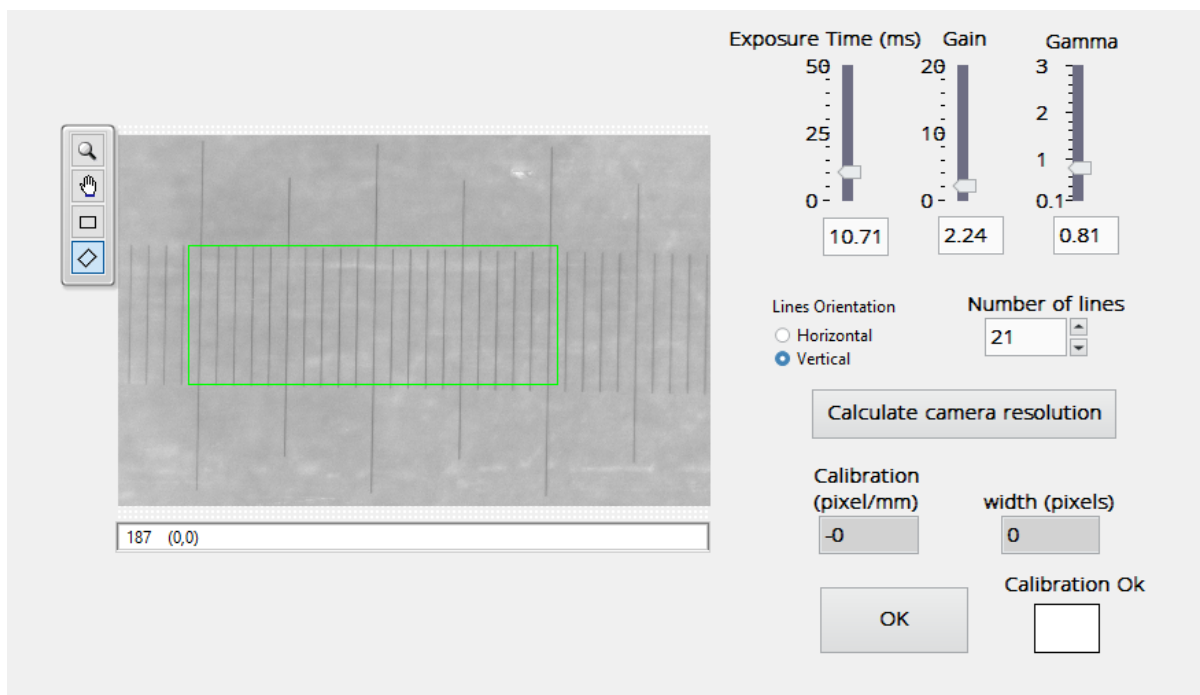 Exposure Time (ms) Gain Gamma
50 20 3
2
25 10
1
0 0 0.1
10.71 2.24 0.81
Lines Orientation Number of lines
Horizontal 21
Vertical
Calculate camera resolution
Calibration
(pixel/mm) width (pixels)
-0 0
187 (0,0)
Calibration Ok
OK